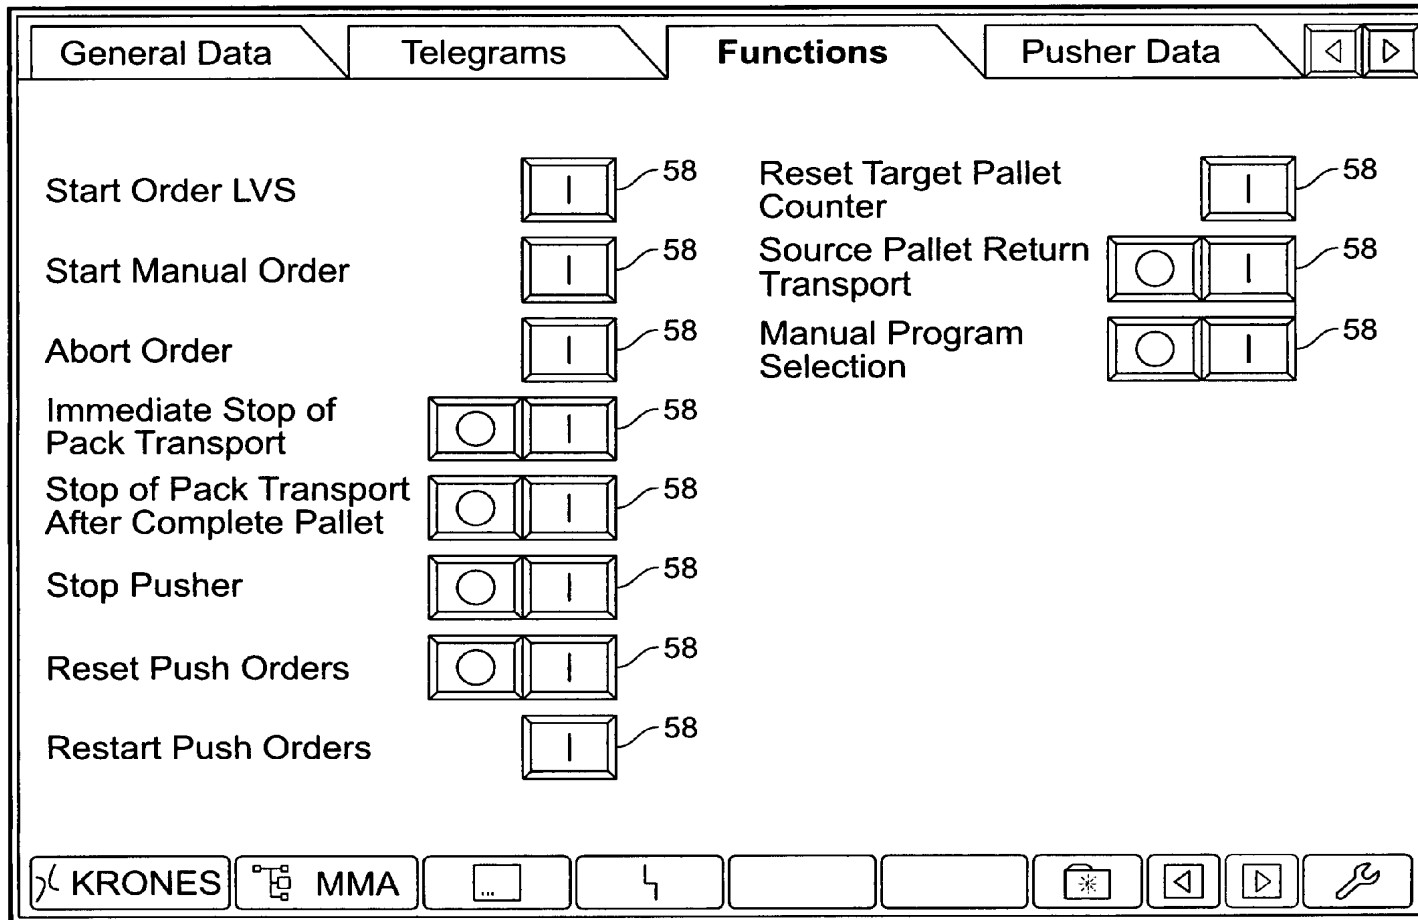 General Data
Telegrams
Functions
Pusher Data
Start Order LVS
58
Start Manual Order
58
Abort Order
58
Immediate Stop of
Pack Transport
58
Stop of Pack Transport
After Complete Pallet
58
Stop Pusher
58
Reset Push Orders
58
Restart Push Orders
58
Reset Target Pallet
Counter
58
Source Pallet Return
Transport
58
Manual Program
Selection
58
KRONES
MMA